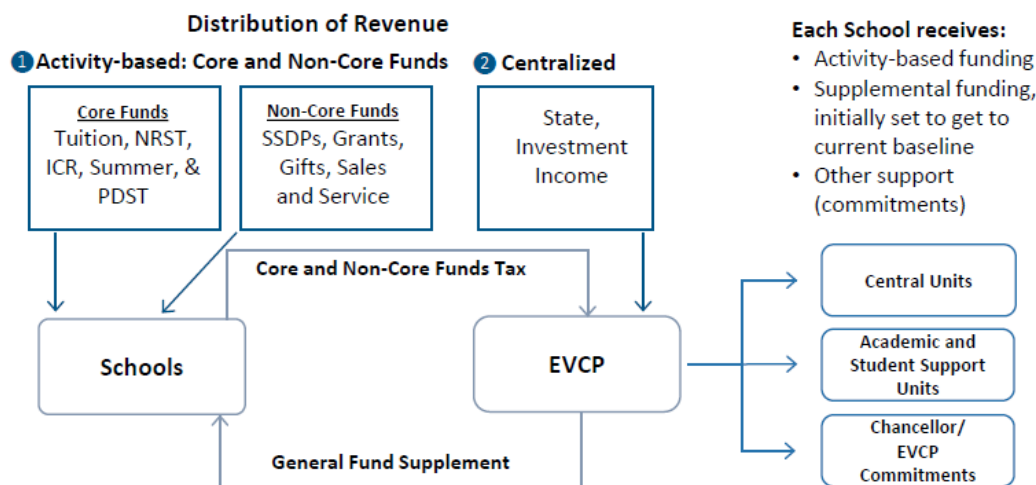 Distribution of Revenue
1 Activity-based: Core and Non-Core Funds
2 Centralized
Core Funds
Tuition, NRST,
ICR, Summer, &
PDST
Non-Core Funds
SSDPs, Grants,
Gifts, Sales
and Service
State,
Investment
Income
Each School receives:
• Activity-based funding
• Supplemental funding,
initially set to get to
current baseline
• Other support
(commitments)
Core and Non-Core Funds Tax
Schools
EVCP
General Fund Supplement
Central Units
Academic and
Student Support
Units
Chancellor/
EVCP
Commitments